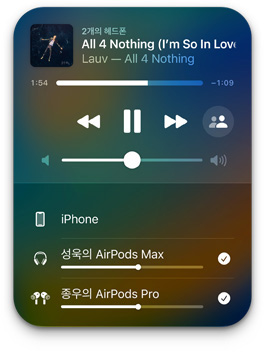 2개의 헤드폰
All 4 Nothing (I'm So In Love
Lauv — All 4 Nothing
1:54
−1:09
iPhone
성욱의 AirPods Max
종우의 AirPods Pro